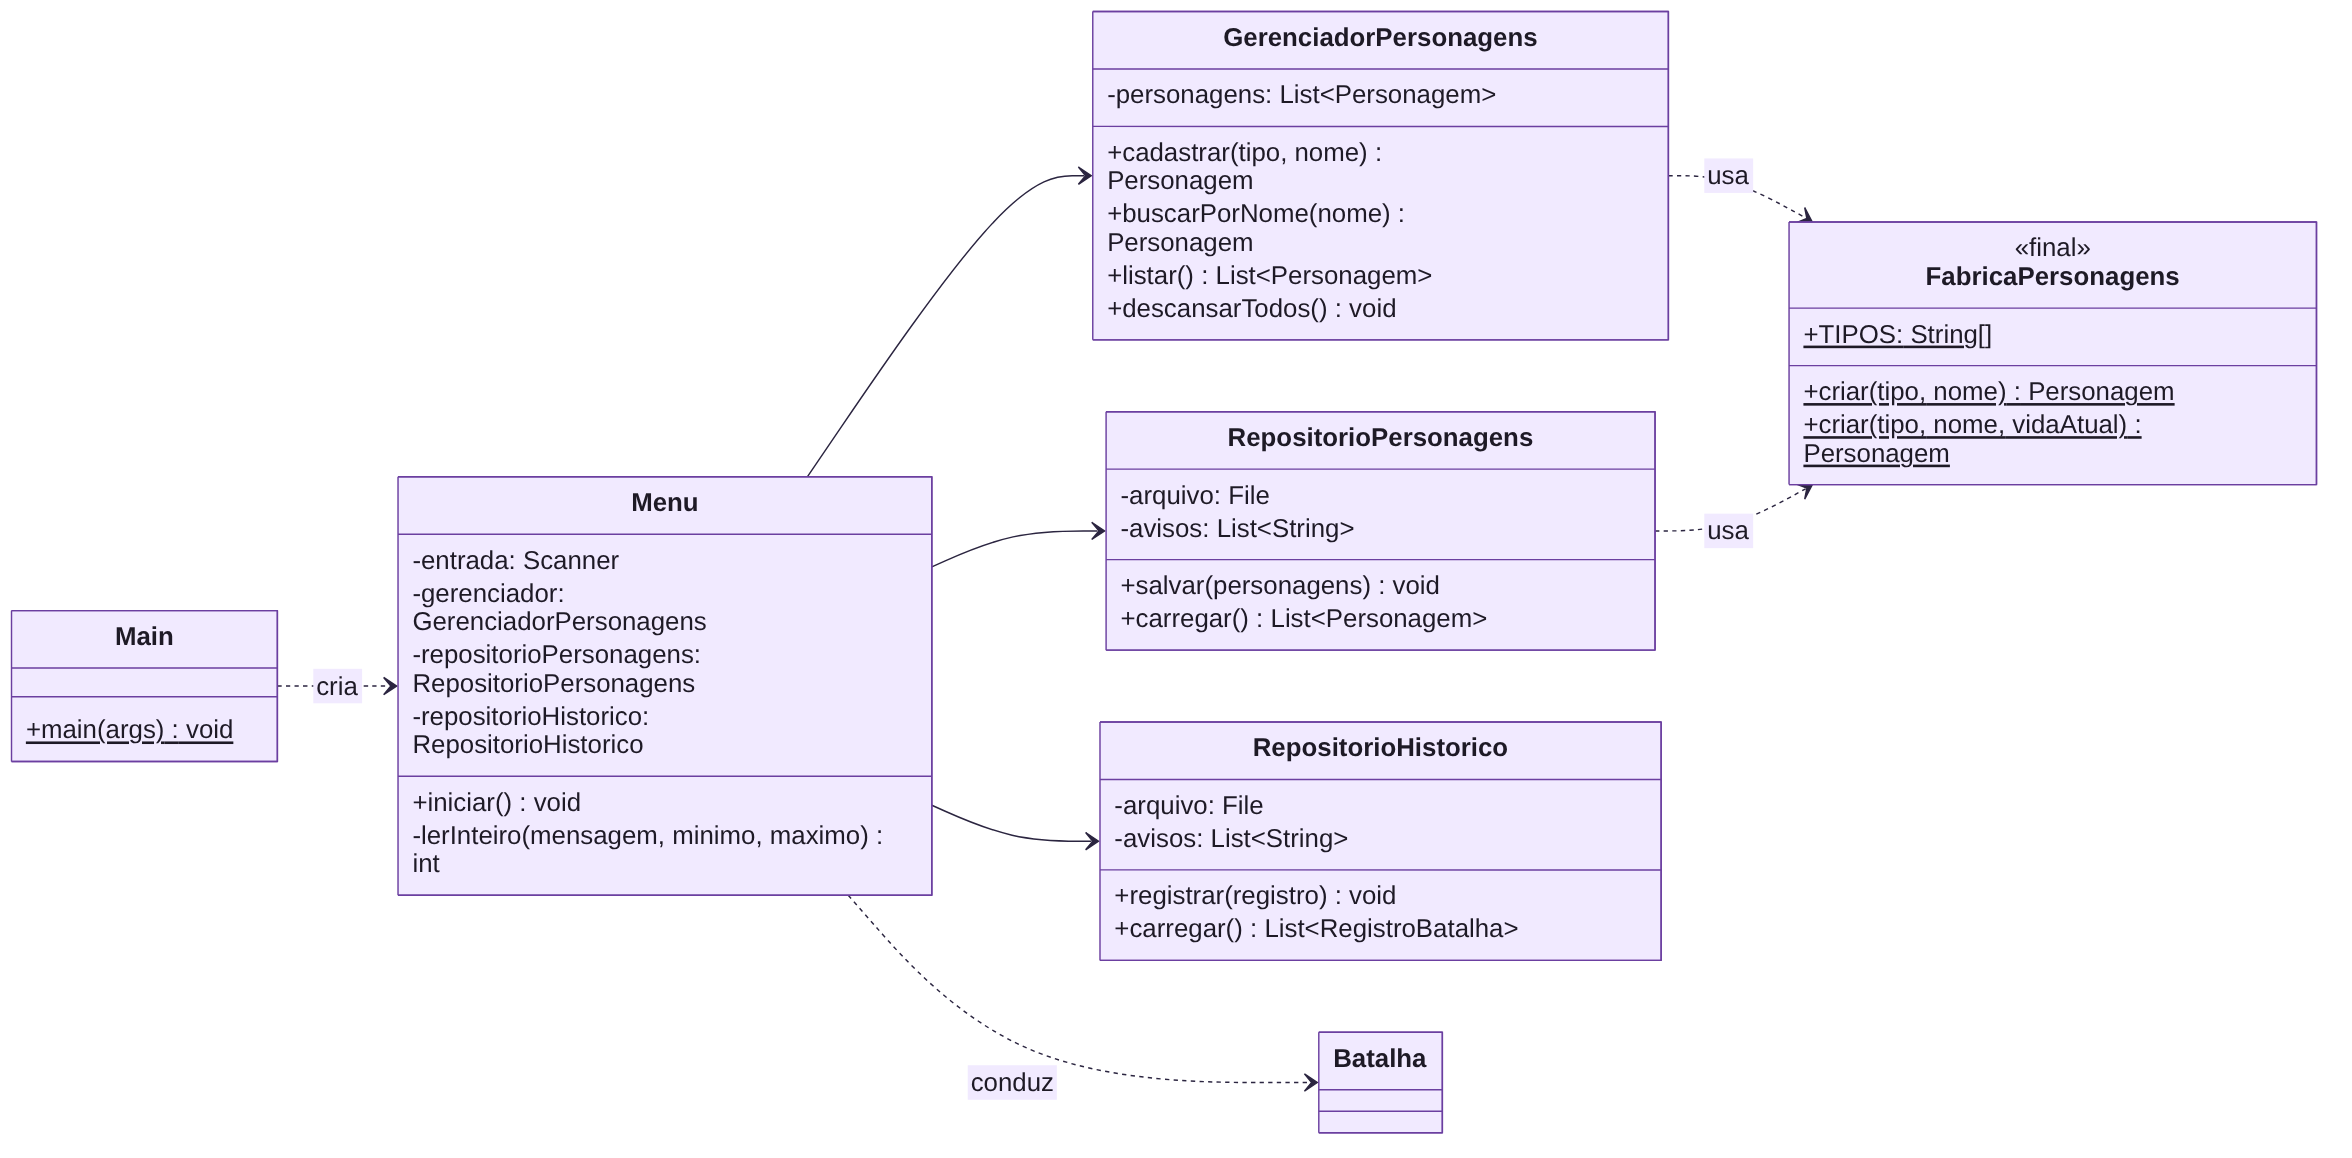 GerenciadorPersonagens
-personagens: List<Personagem>
+cadastrar(tipo, nome) :
Personagem
+buscarPorNome(nome) :
Personagem
+listar() : List<Personagem>
+descansarTodos() : void
usa
«final»
FabricaPersonagens
+TIPOS: String[]
+criar(tipo, nome) : Personagem
+criar(tipo, nome, vidaAtual) :
Personagem
RepositorioPersonagens
-arquivo: File
-avisos: List<String>
+salvar(personagens) : void
+carregar() : List<Personagem>
usa
Menu
-entrada: Scanner
-gerenciador:
GerenciadorPersonagens
-repositorioPersonagens:
RepositorioPersonagens
-repositorioHistorico:
RepositorioHistorico
+iniciar() : void
-lerInteiro(mensagem, minimo, maximo) :
int
Main
+main(args) : void
cria
RepositorioHistorico
-arquivo: File
-avisos: List<String>
+registrar(registro) : void
+carregar() : List<RegistroBatalha>
conduz
Batalha